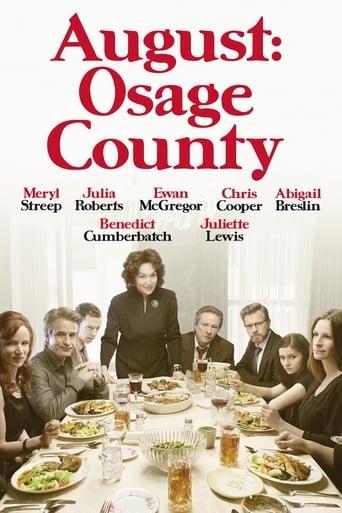 August:
Osage
County
Meryl Streep
Julia Roberts
Ewan McGregor
Chris Cooper
Abigail Breslin
Benedict Cumberbatch
Juliette Lewis